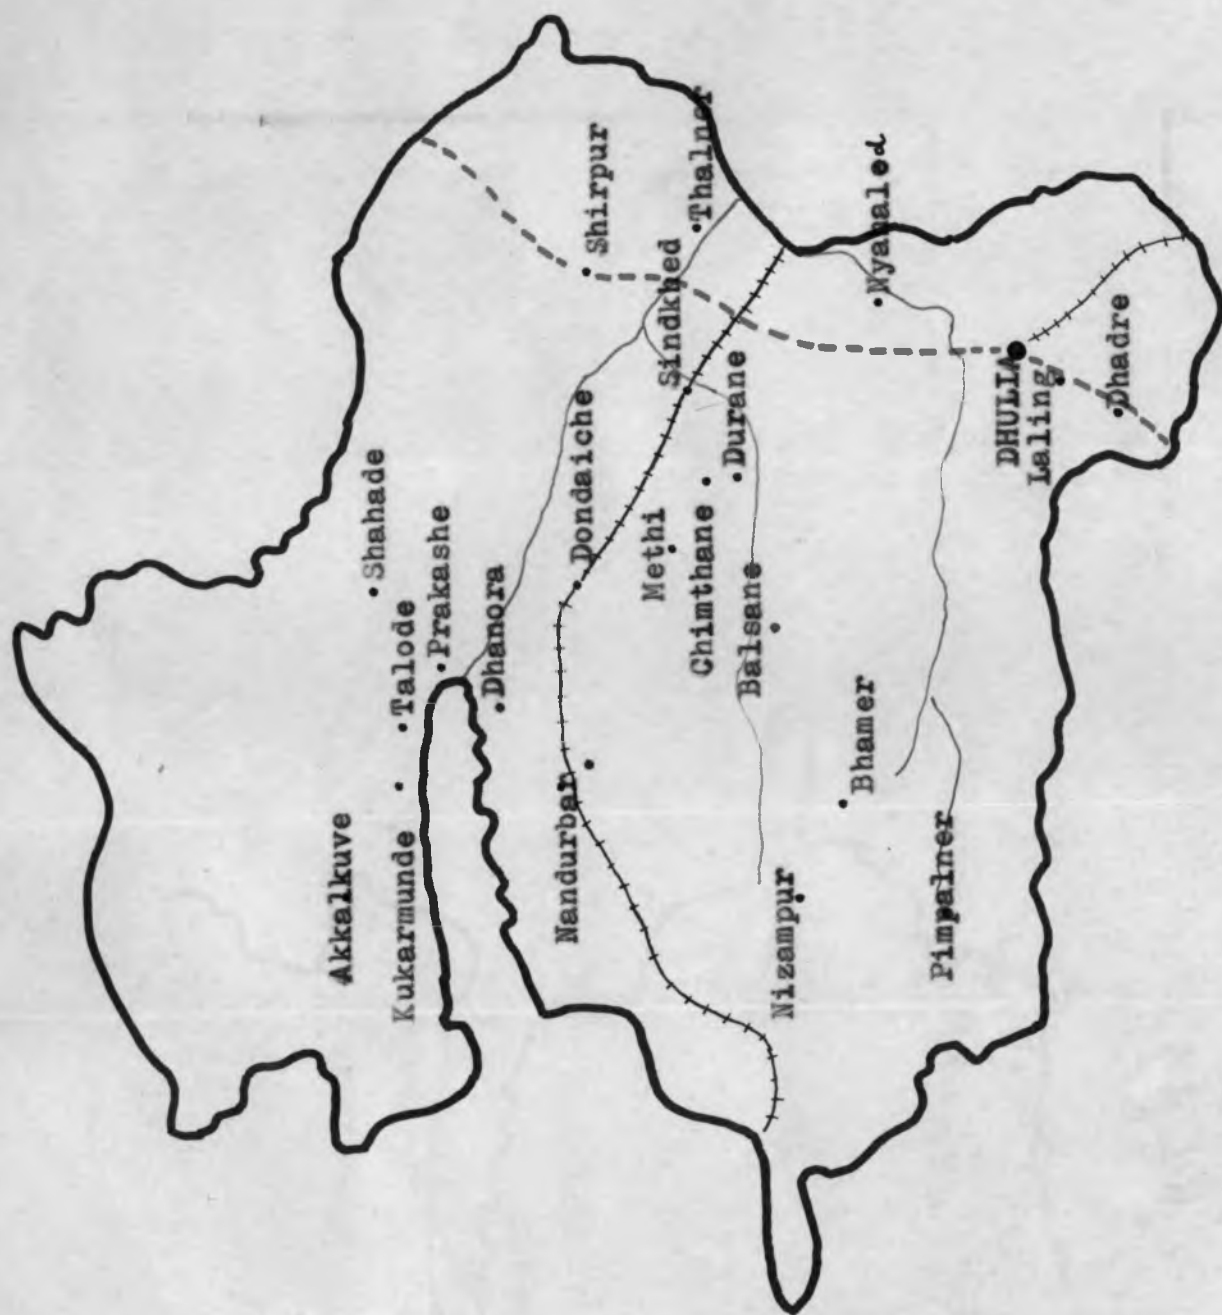 Akkalkuve
Shahade
Kukarmunde
Talode
Prakashe
Dhanora
Shirpur
Nandurbar
Dondaiche
Sindkhed
Thalner
Methi
Chimthane
Durane
Balsane
Nizampur
Bhamer
Nyahalod
Pimpalner
DHULIA
Laling
Dhadre